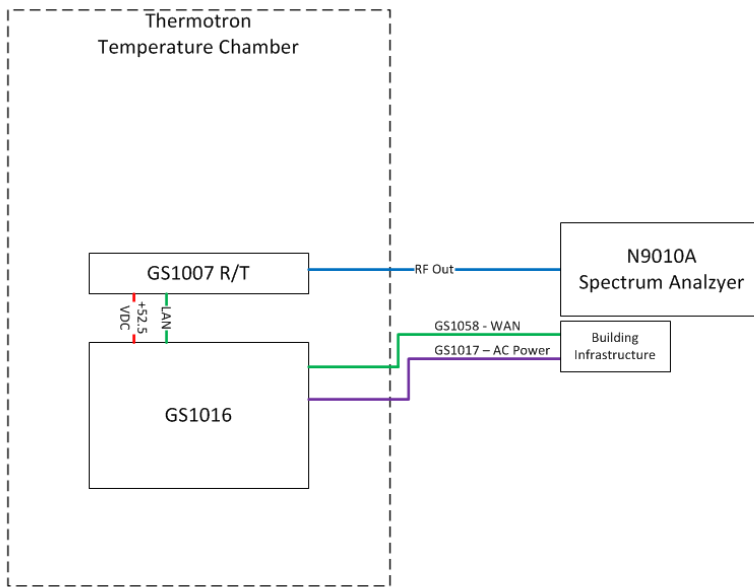 Thermotron
Temperature Chamber
GS1007 R/T
RF Out
N9010A
Spectrum Analzyer
+52.5
VDC
LAN
GS1058 - WAN
GS1017 – AC Power
Building
Infrastructure
GS1016